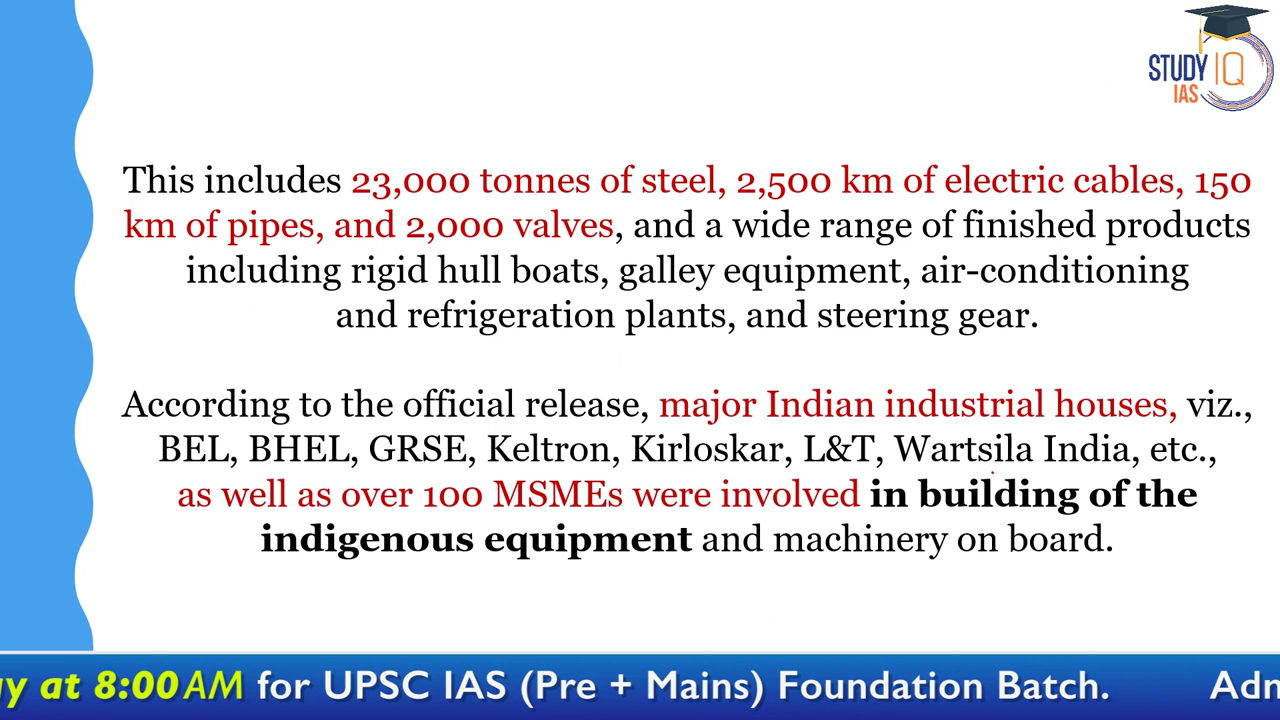 STUDY IQ
IAS
This includes 23,000 tonnes of steel, 2,500 km of electric cables, 150
km of pipes, and 2,000 valves, and a wide range of finished products
including rigid hull boats, galley equipment, air-conditioning
and refrigeration plants, and steering gear.
According to the official release, major Indian industrial houses, viz.,
BEL, BHEL, GRSE, Keltron, Kirloskar, L&T, Wartsila India, etc.,
as well as over 100 MSMEs were involved in building of the
indigenous equipment and machinery on board.
at 8:00 AM for UPSC IAS (Pre + Mains) Foundation Batch.